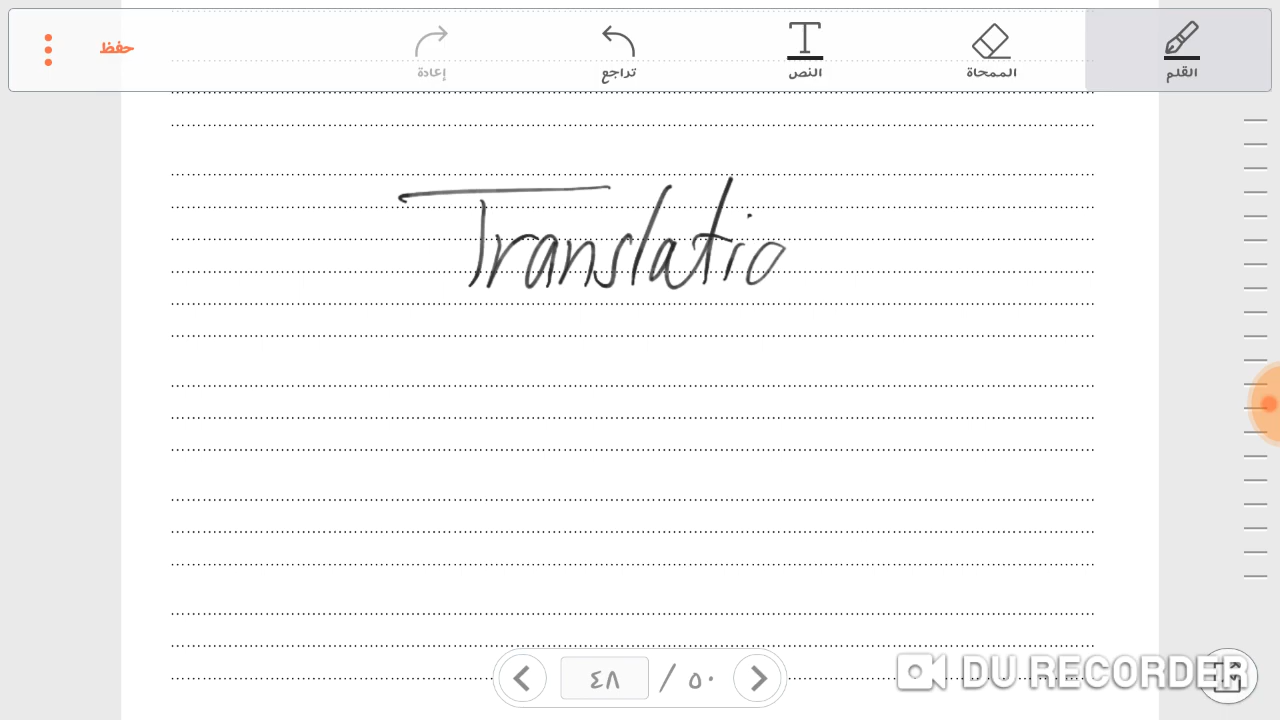 حفظ
إعادة
تراجع
النص
الممحاة
القلم
Translatio
٤٨ / ٥٠
DU RECORDER